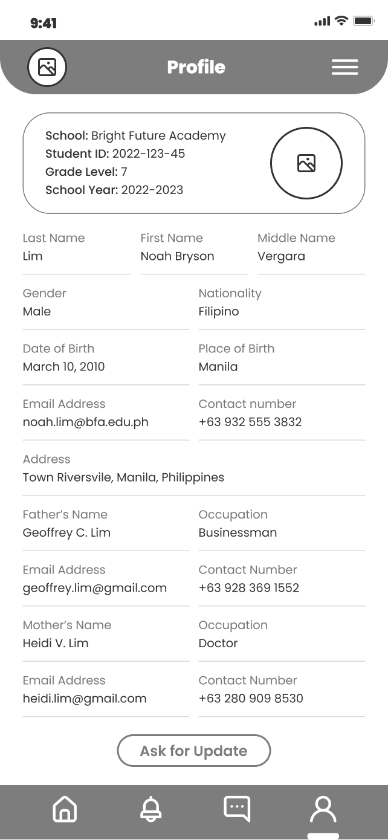 9:41
Profile
School: Bright Future Academy
Student ID: 2022-123-45
Grade Level: 7
School Year: 2022-2023
Last Name First Name Middle Name
Lim Noah Bryson Vergara
Gender Nationality
Male Filipino
Date of Birth Place of Birth
March 10, 2010 Manila
Email Address Contact number
noah.lim@bfa.edu.ph +63 932 555 3832
Address
Town Riversvile, Manila, Philippines
Father's Name Occupation
Geoffrey C. Lim Businessman
Email Address Contact Number
geoffrey.lim@gmail.com +63 928 369 1552
Mother's Name Occupation
Heidi V. Lim Doctor
Email Address Contact Number
heidi.lim@gmail.com +63 280 909 8530
Ask for Update